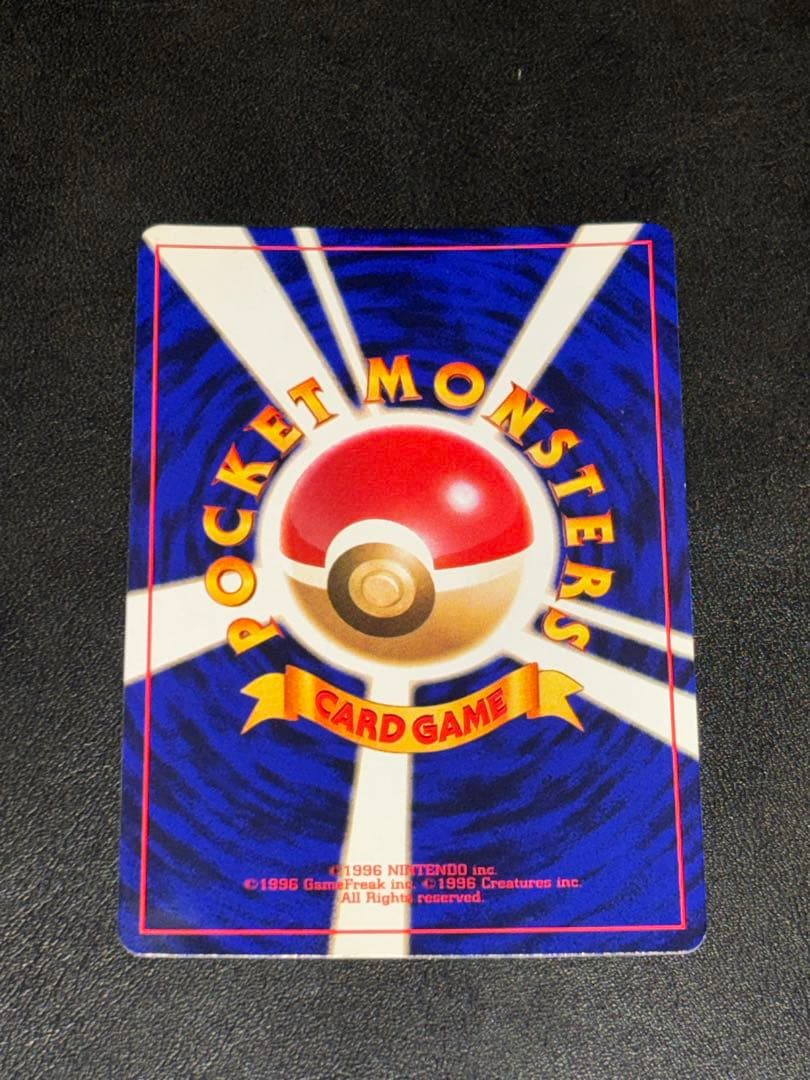 POCKET MONSTERS
CARD GAME
©1996 NINTENDO inc.
©1996 GameFreak inc. ©1996 Creatures inc.
All Rights reserved.